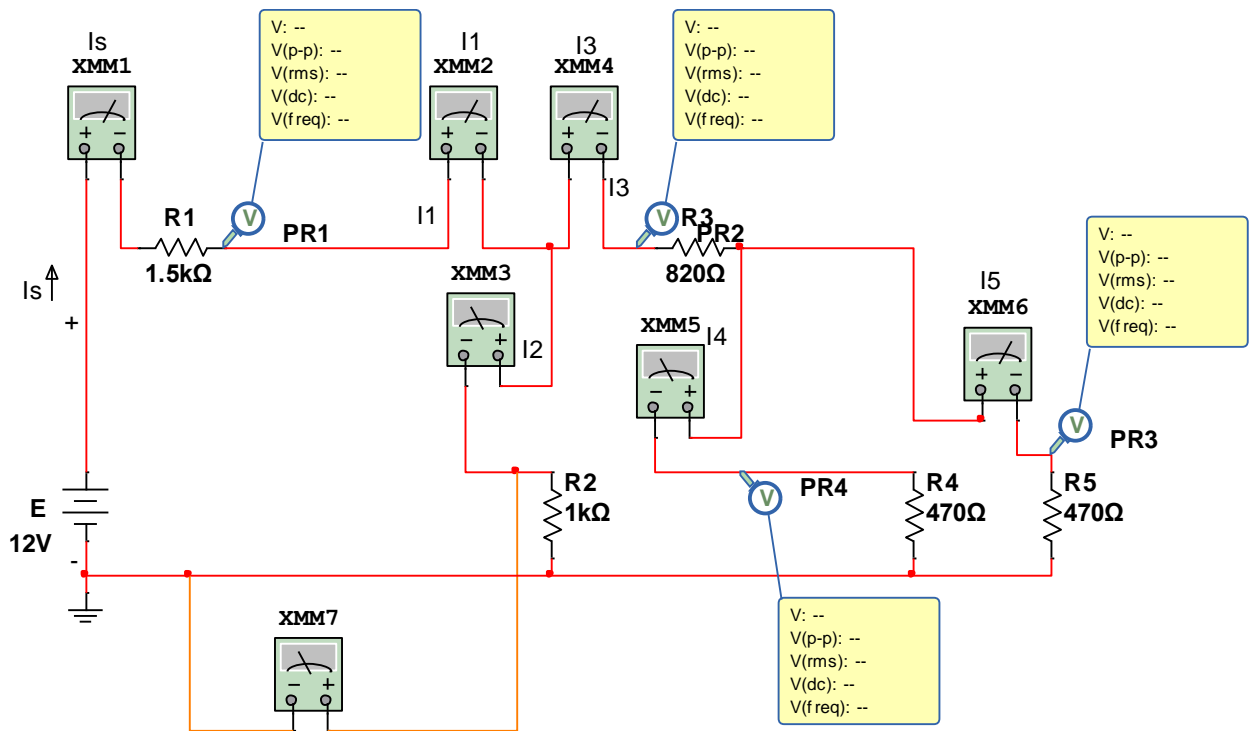 V: --
V(p-p): --
V(rms): --
V(dc): --
V(freq): --
V: --
V(p-p): --
V(rms): --
V(dc): --
V(freq): --
Is
XMM1
+ −
I1
XMM2
+ −
I3
XMM4
+ −
I3
R1
1.5kΩ
PR1
V
I1
V
R3
PR2
820Ω
V: --
V(p-p): --
V(rms): --
V(dc): --
V(freq): --
Is
+
XMM3
− +
I2
XMM5
− +
I4
I5
XMM6
+ −
V
PR3
E
12V
-
R2
1kΩ
V
PR4
R4
470Ω
R5
470Ω
XMM7
− +
V: --
V(p-p): --
V(rms): --
V(dc): --
V(freq): --